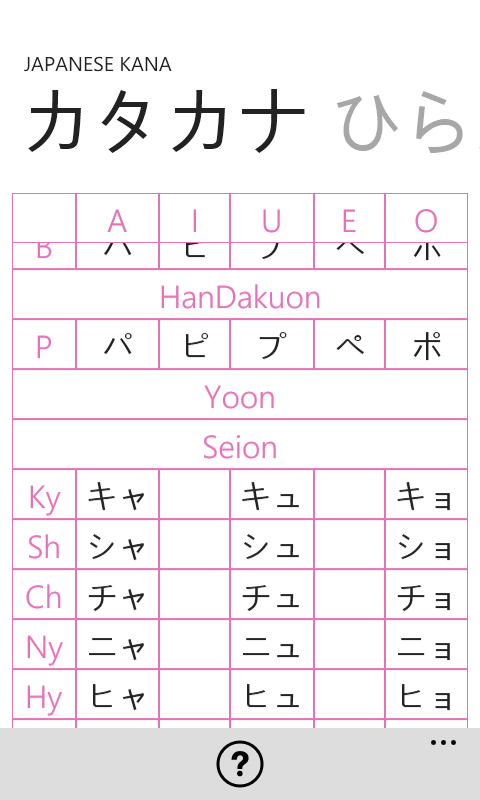 JAPANESE KANA
カタカナ ひら
A I U E O
B
HanDakuon
P パ ピ プ ペ ポ
Yoon
Seion
Ky キャ キュ キョ
Sh シャ シュ ショ
Ch チャ チュ チョ
Ny ニャ ニュ ニョ
Hy ヒャ ヒュ ヒョ
?